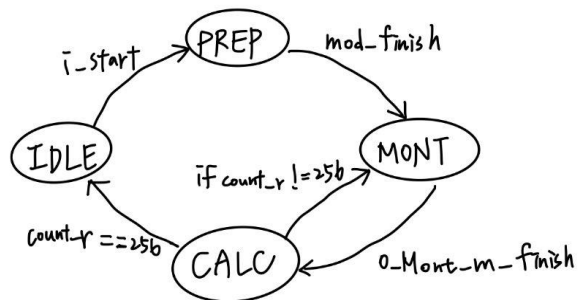 PREP
mod_finish
i_start
IDLE
MONT
if count_r != 256
count_r == 256
CALC
o_Mont_m_finish